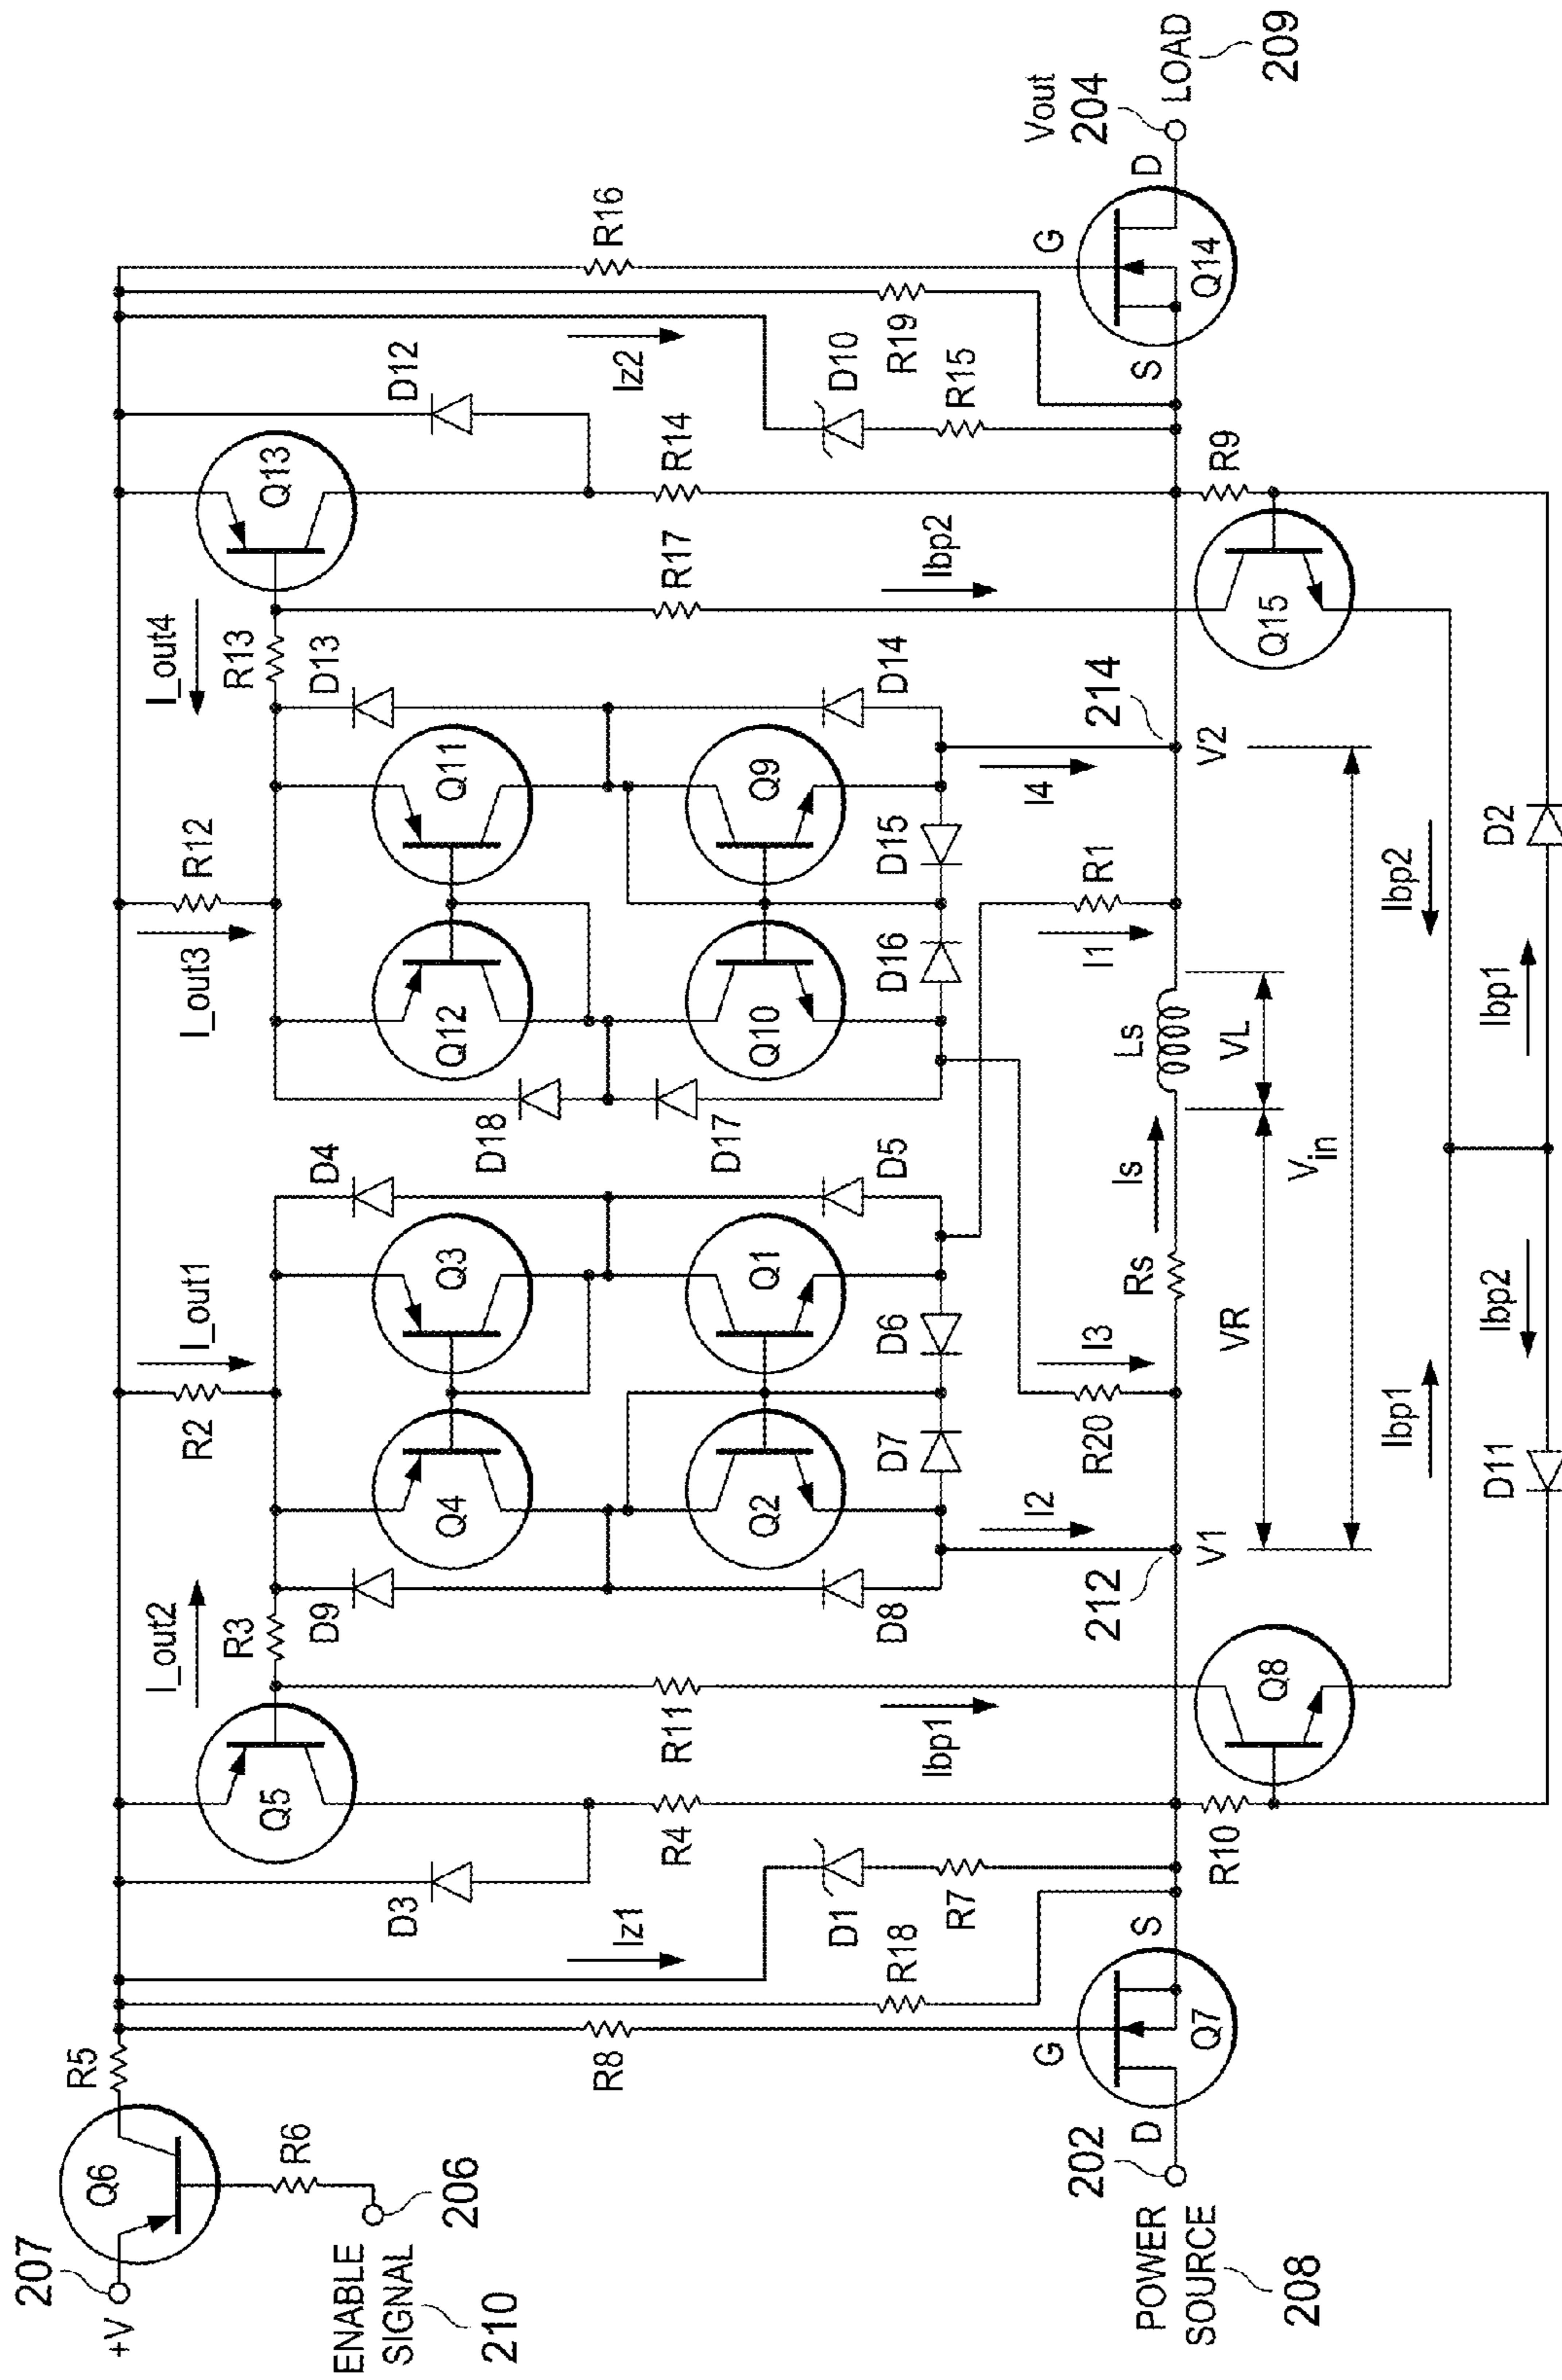 207
+V
Q6
R5
ENABLE
SIGNAL
210
R6
206
D3
Q5
I_out2
R3
R2
I_out1
D4
I_out3
R12
I_out4
R13
Q13
D12
Iz2
R16
Iz1
R8
R18
D1
R7
R4
R11
Ibp1
D9
Q4
Q3
D8
Q2
Q1
D5
D7
D6
D18
D17
Q12
Q11
D13
Q10
Q9
D14
D16
D15
R17
Ibp2
R14
D10
R15
R19
I2
R20
I3
I1
R1
I4
POWER
SOURCE
208
202
D
G
Q7
S
212
V1
Rs
Is
Ls
VR
VL
Vin
214
V2
S
G
Q14
D
Vout
204
LOAD
209
R10
Q8
Q15
R9
Ibp1
Ibp2
D11
Ibp2
Ibp1
D2